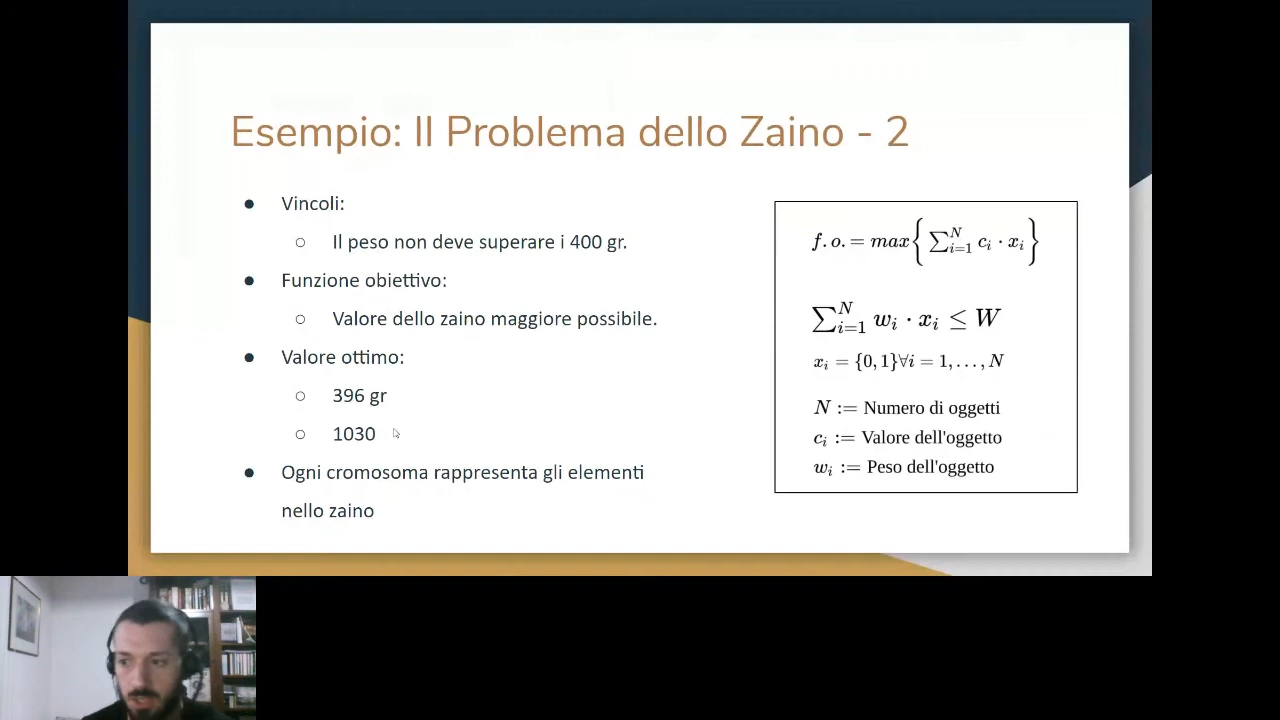 Esempio: Il Problema dello Zaino - 2
● Vincoli:
○ Il peso non deve superare i 400 gr.
● Funzione obiettivo:
○ Valore dello zaino maggiore possibile.
● Valore ottimo:
○ 396 gr
○ 1030
● Ogni cromosoma rappresenta gli elementi
nello zaino
f.o. = max{∑_{i=1}^{N} c_i · x_i}
∑_{i=1}^{N} w_i · x_i ≤ W
x_i = {0, 1}∀i = 1, . . . , N
N := Numero di oggetti
c_i := Valore dell'oggetto
w_i := Peso dell'oggetto